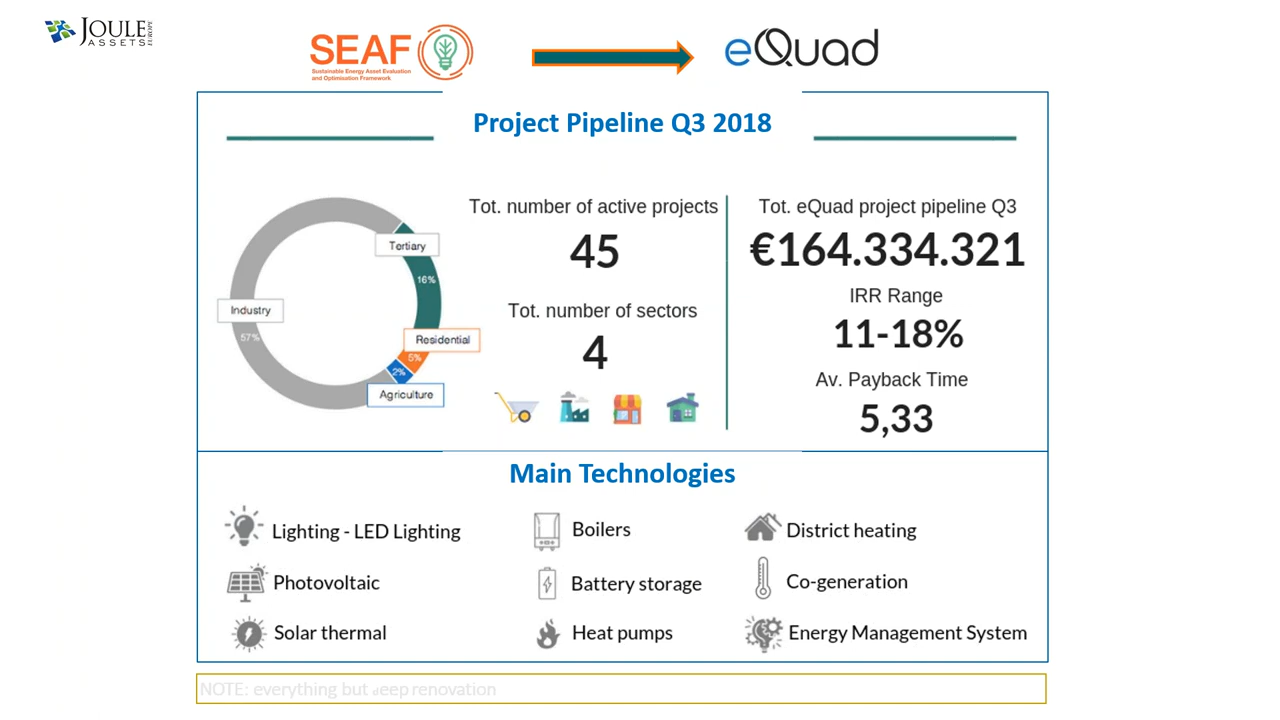 JOULE
ASSETS
EUROPE
SEAF
Sustainable Energy Asset Evaluation
and Optimisation Framework
eQuad
Project Pipeline Q3 2018
Tertiary
16%
Industry
57%
Residential
5%
2%
Agriculture
Tot. number of active projects
45
Tot. number of sectors
4
Tot. eQuad project pipeline Q3
€164.334.321
IRR Range
11-18%
Av. Payback Time
5,33
Main Technologies
Lighting - LED Lighting
Boilers
District heating
Photovoltaic
Battery storage
Co-generation
Solar thermal
Heat pumps
Energy Management System
NOTE: everything but deep renovation